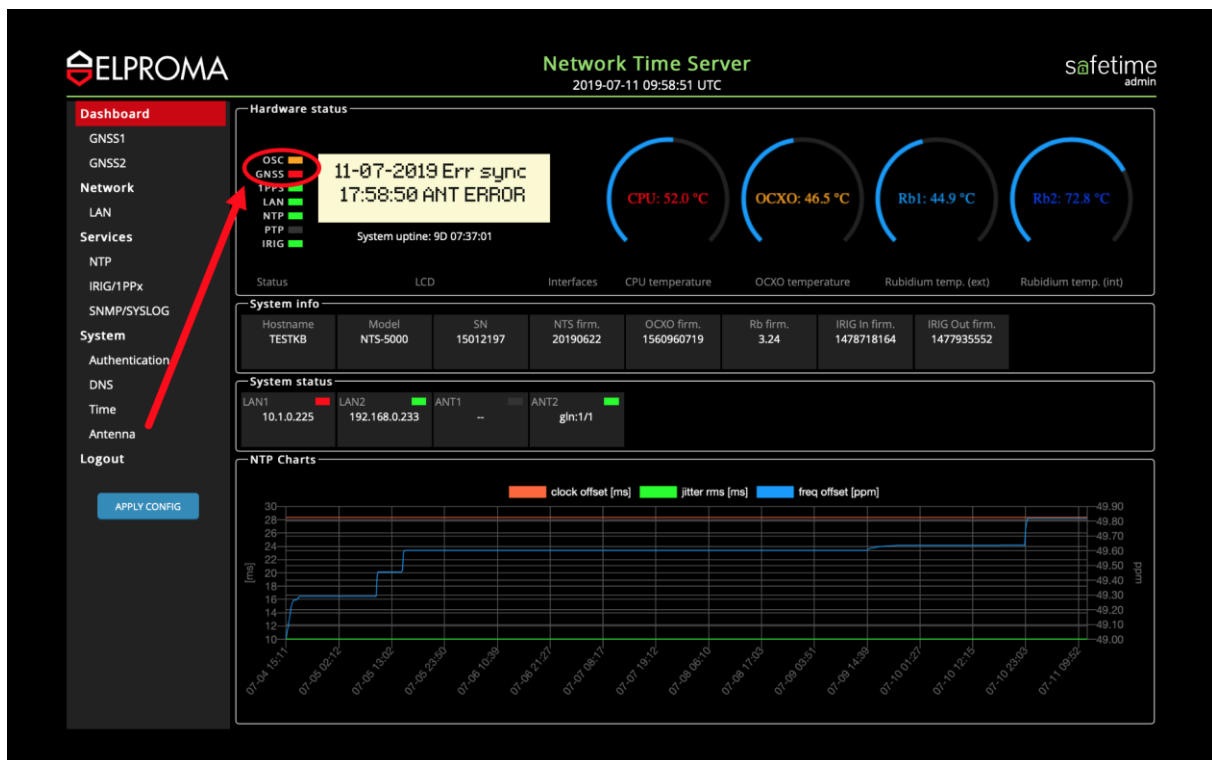 ELPROMA
Network Time Server
2019-07-11 09:58:51 UTC
safetime
admin
Dashboard
GNSS1
GNSS2
Network
LAN
Services
NTP
IRIG/1PPx
SNMP/SYSLOG
System
Authentication
DNS
Time
Antenna
Logout
APPLY CONFIG
Hardware status
OSC
GNSS
1PPS
LAN
NTP
PTP
IRIG
11-07-2019 Err sync
17:58:50 ANT ERROR
System uptine: 9D 07:37:01
CPU: 52.0 °C
OCXO: 46.5 °C
Rb1: 44.9 °C
Rb2: 72.8 °C
Status
LCD
Interfaces
CPU temperature
OCXO temperature
Rubidium temp. (ext)
Rubidium temp. (int)
System info
Hostname
TESTKB
Model
NTS-5000
SN
15012197
NTS firm.
20190622
OCXO firm.
1560960719
Rb firm.
3.24
IRIG In firm.
1478718164
IRIG Out firm.
1477935552
System status
LAN1
10.1.0.225
LAN2
192.168.0.233
ANT1
--
ANT2
gln:1/1
NTP Charts
clock offset [ms]
jitter rms [ms]
freq offset [ppm]
30
28
26
24
22
20
18
16
14
12
10
[ms]
49.90
49.80
49.70
49.60
49.50
49.40
49.30
49.20
49.10
49.00
ppm
07-04 15:11
07-05 02:12
07-05 13:02
07-05 23:50
07-06 10:39
07-06 21:27
07-07 08:17
07-07 19:12
07-08 06:10
07-08 17:03
07-09 03:51
07-09 14:39
07-10 01:27
07-10 12:15
07-10 23:03
07-11 09:52